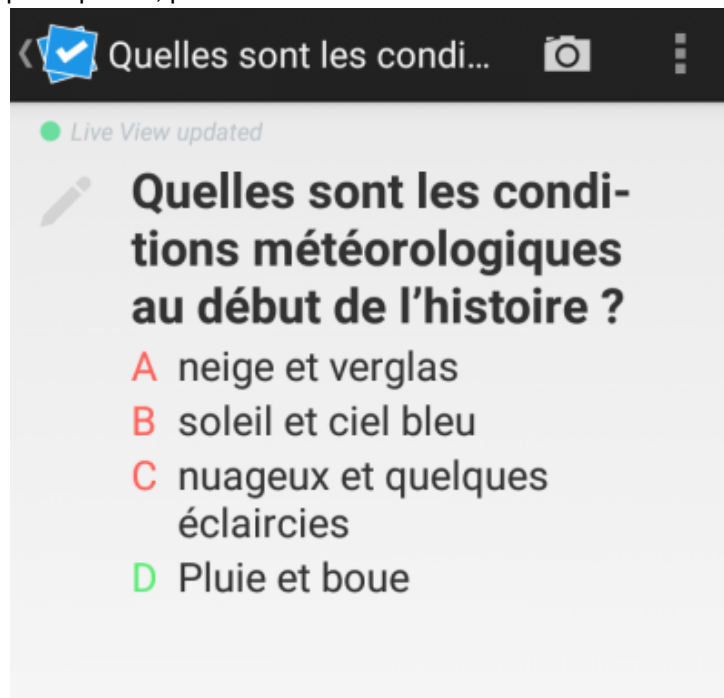 Quelles sont les condi...
Live View updated
Quelles sont les condi-
tions météorologiques
au début de l'histoire ?
A neige et verglas
B soleil et ciel bleu
C nuageux et quelques
éclaircies
D Pluie et boue